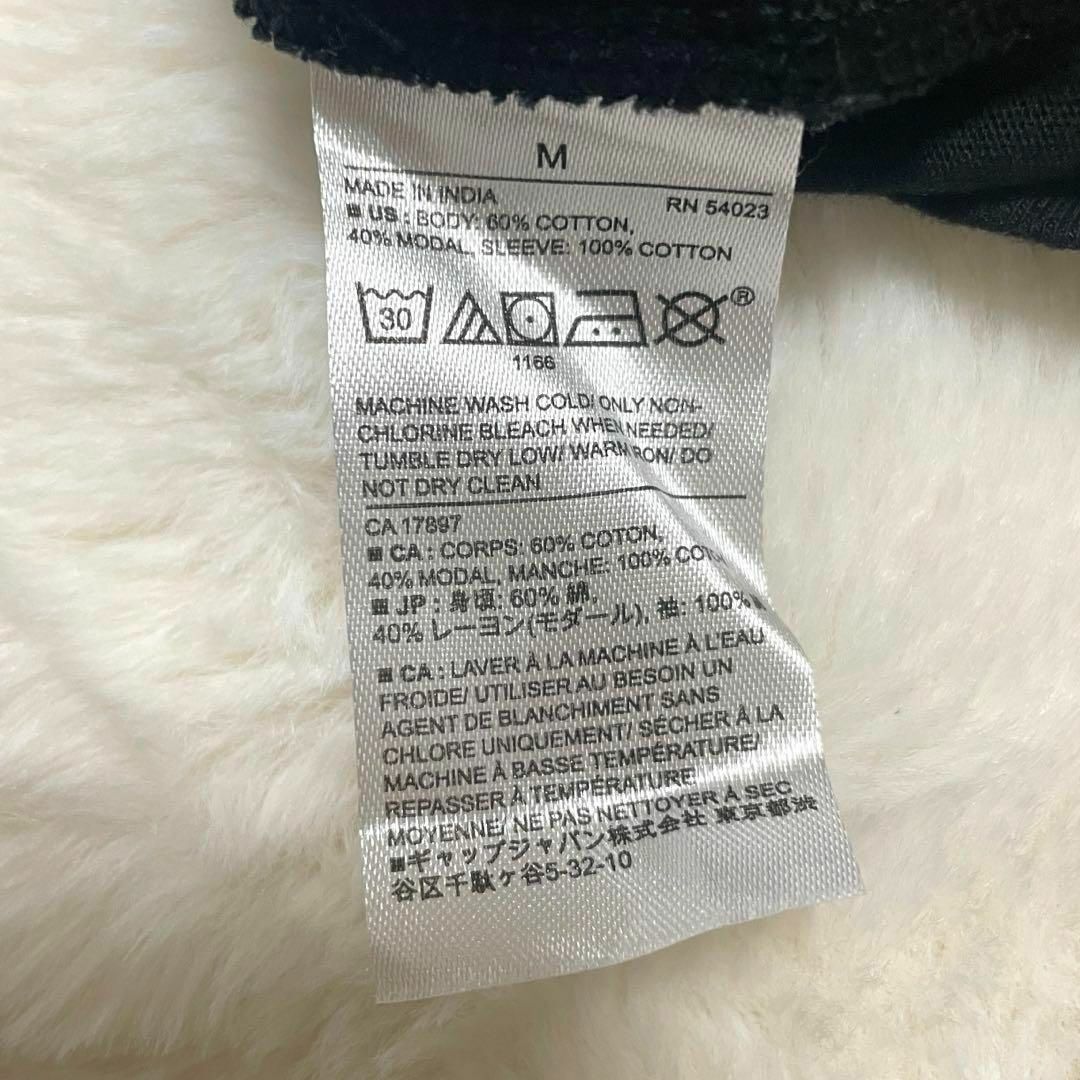 M
MADE IN INDIA
RN 54023
■ US : BODY: 60% COTTON,
40% MODAL, SLEEVE: 100% COTTON
30
®
1166
MACHINE WASH COLD/ ONLY NON-
CHLORINE BLEACH WHEN NEEDED/
TUMBLE DRY LOW/ WARM IRON/ DO
NOT DRY CLEAN
CA 17897
■ CA : CORPS: 60% COTON,
40% MODAL, MANCHE: 100% COTON
■ JP : 身頃: 60% 綿,
40% レーヨン(モダール), 袖: 100%
■ CA : LAVER À LA MACHINE À L'EAU
FROIDE/ UTILISER AU BESOIN UN
AGENT DE BLANCHIMENT SANS
CHLORE UNIQUEMENT/ SÉCHER À LA
MACHINE À BASSE TEMPÉRATURE/
REPASSER À TEMPÉRATURE
MOYENNE/ NE PAS NETTOYER À SEC
■ギャップジャパン株式会社 東京都渋
谷区千駄ヶ谷5-32-10